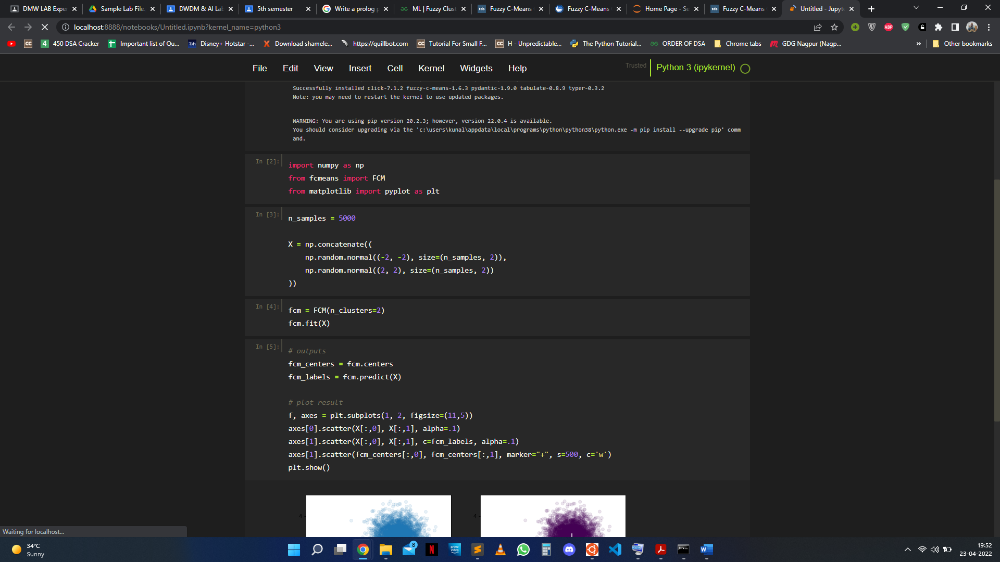 DMW LAB Exper
Sample Lab File.
DWDM & AI Lab
5th semester
Write a prolog p
ML | Fuzzy Clust
Fuzzy C-Means
Fuzzy C-Means
Home Page - Se
Fuzzy C-Means
Untitled - Jupyt
localhost:8888/notebooks/Untitled.ipynb?kernel_name=python3
ABP
450 DSA Cracker
Important list of Qu...
Disney+ Hotstar -...
Download shamele...
https://quillbot.com
Tutorial For Small F...
H - Unpredictable...
The Python Tutorial...
ORDER OF DSA
Chrome tabs
GDG Nagpur (Nagp...
»
Other bookmarks
File Edit View Insert Cell Kernel Widgets Help
Trusted
Python 3 (ipykernel)
Successfully installed click-7.1.2 fuzzy-c-means-1.6.3 pydantic-1.9.0 tabulate-0.8.9 typer-0.3.2
Note: you may need to restart the kernel to use updated packages.
WARNING: You are using pip version 20.2.3; however, version 22.0.4 is available.
You should consider upgrading via the 'c:\users\kunal\appdata\local\programs\python\python38\python.exe -m pip install --upgrade pip' comm
and.
In [2]:
import numpy as np
from fcmeans import FCM
from matplotlib import pyplot as plt
In [3]:
n_samples = 5000
X = np.concatenate((
np.random.normal((-2, -2), size=(n_samples, 2)),
np.random.normal((2, 2), size=(n_samples, 2))
))
In [4]:
fcm = FCM(n_clusters=2)
fcm.fit(X)
In [5]:
# outputs
fcm_centers = fcm.centers
fcm_labels = fcm.predict(X)
# plot result
f, axes = plt.subplots(1, 2, figsize=(11,5))
axes[0].scatter(X[:,0], X[:,1], alpha=.1)
axes[1].scatter(X[:,0], X[:,1], c=fcm_labels, alpha=.1)
axes[1].scatter(fcm_centers[:,0], fcm_centers[:,1], marker="+", s=500, c='w')
plt.show()
4
4
Waiting for localhost...
34°C
Sunny
8
19:52
23-04-2022